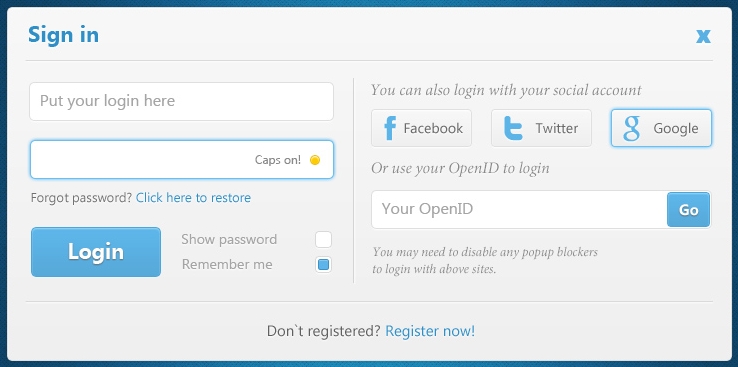 Sign in
x
Put your login here
Caps on!
Forgot password? Click here to restore
Login
Show password
Remember me
You can also login with your social account
f Facebook
t Twitter
g Google
Or use your OpenID to login
Your OpenID
Go
You may need to disable any popup blockers
to login with above sites.
Don`t registered? Register now!